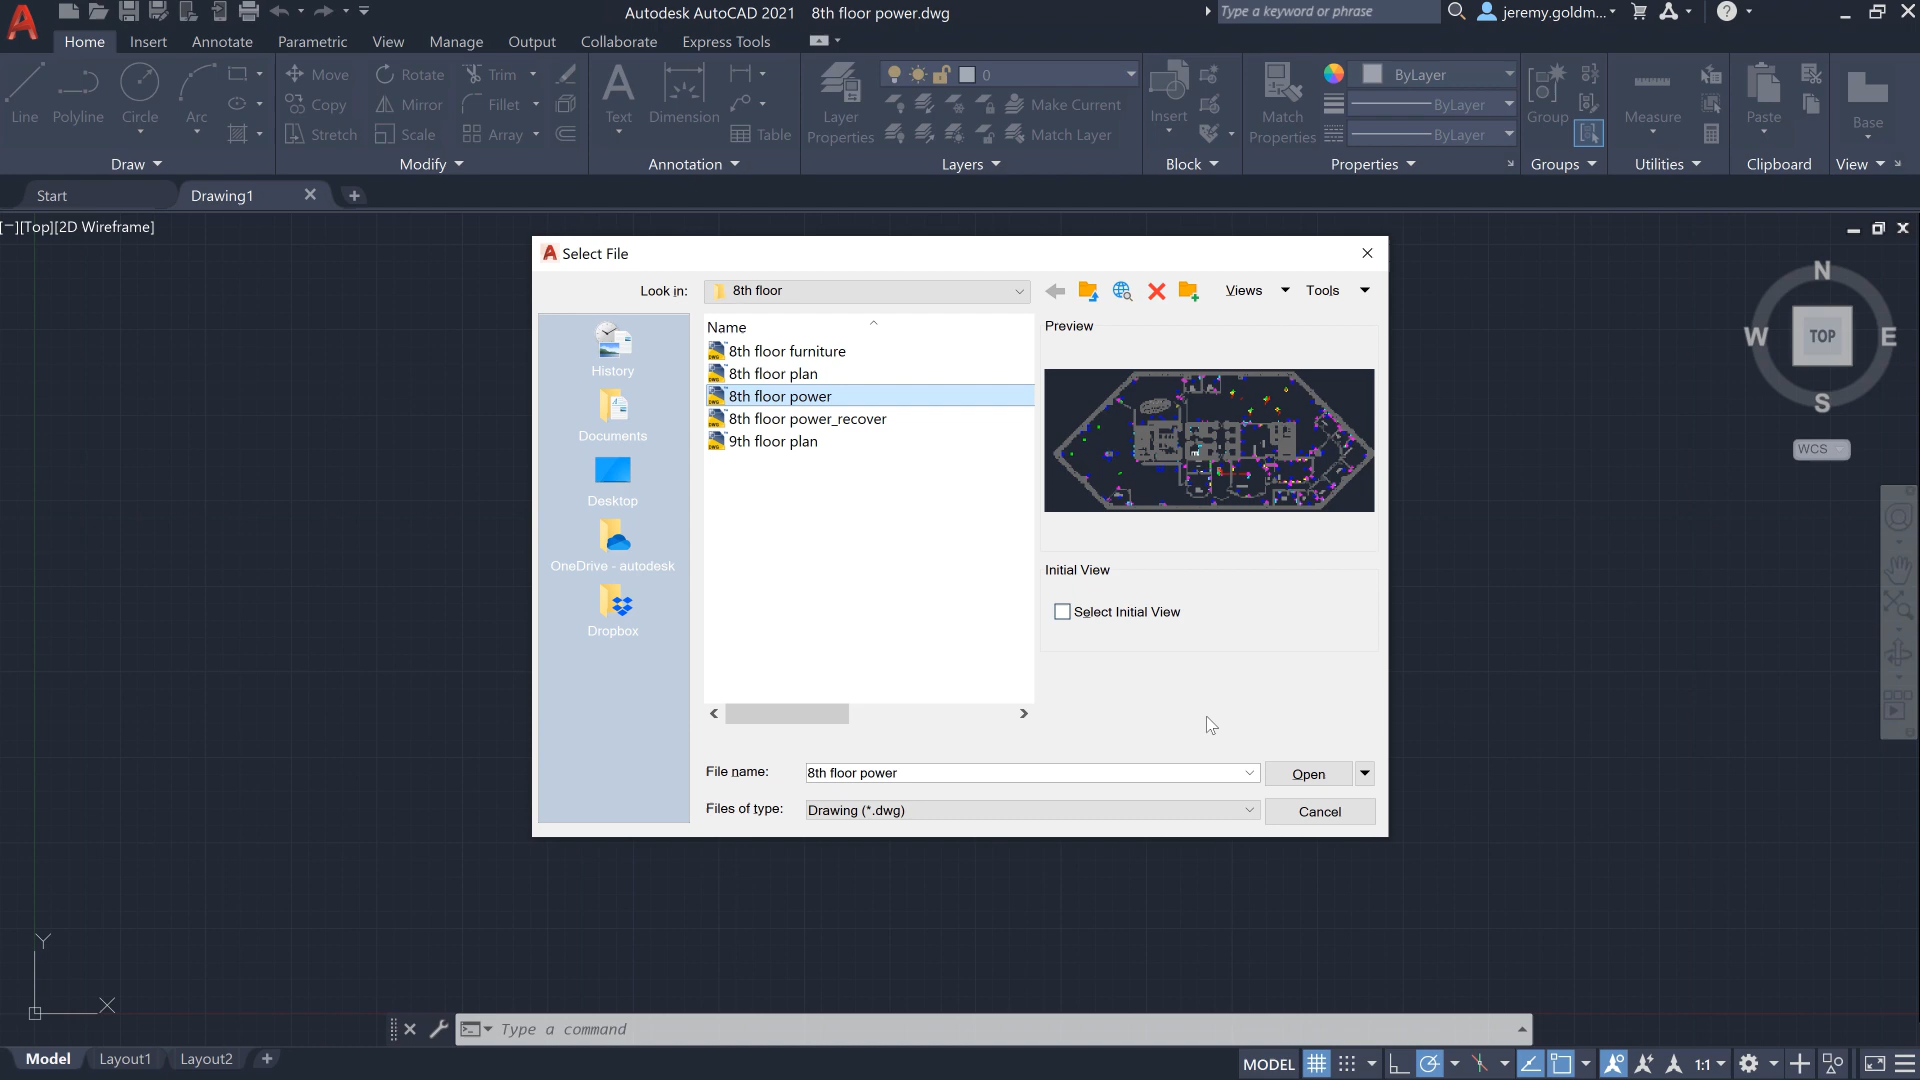 Autodesk AutoCAD 2021 8th floor power.dwg
Type a keyword or phrase
jeremy.goldm...
Home Insert Annotate Parametric View Manage Output Collaborate Express Tools
Line Polyline Circle Arc
Move Rotate Trim
Copy Mirror Fillet
Stretch Scale Array
Text Dimension Table
Layer Properties
0
Make Current
Match Layer
Insert
Match Properties
ByLayer
ByLayer
ByLayer
Group
Measure
Paste
Base
Draw Modify Annotation Layers Block Properties Groups Utilities Clipboard View
Start Drawing1
[−][Top][2D Wireframe]
Select File
Look in: 8th floor Views Tools
Name
8th floor furniture
8th floor plan
8th floor power
8th floor power_recover
9th floor plan
History
Documents
Desktop
OneDrive - autodesk
Dropbox
Preview
Initial View
Select Initial View
File name: 8th floor power Open
Files of type: Drawing (*.dwg) Cancel
N
W TOP E
S
WCS
Y
X
Type a command
Model Layout1 Layout2
MODEL 1:1